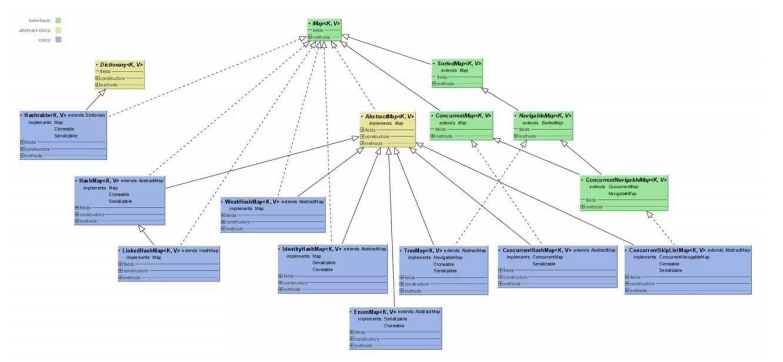 interface:
abstract class:
class:
Map<K, V>
fields
methods
Dictionary<K, V>
fields
constructors
methods
SortedMap<K, V>
extends Map
fields
methods
Hashtable<K, V> extends Dictionary
implements Map
Cloneable
Serializable
fields
constructors
methods
AbstractMap<K, V>
implements Map
fields
constructors
methods
ConcurrentMap<K, V>
extends Map
fields
methods
NavigableMap<K, V>
extends SortedMap
fields
methods
HashMap<K, V> extends AbstractMap
implements Map
Cloneable
Serializable
fields
constructors
methods
WeakHashMap<K, V> extends AbstractMap
implements Map
fields
constructors
methods
ConcurrentNavigableMap<K, V>
extends ConcurrentMap
NavigableMap
fields
methods
LinkedHashMap<K, V> extends HashMap
implements Map
fields
constructors
methods
IdentityHashMap<K, V> extends AbstractMap
implements Map
Serializable
Cloneable
fields
constructors
methods
TreeMap<K, V> extends AbstractMap
implements NavigableMap
Cloneable
Serializable
fields
constructors
methods
ConcurrentHashMap<K, V> extends AbstractMap
implements ConcurrentMap
Serializable
fields
constructors
methods
ConcurrentSkipListMap<K, V> extends AbstractMap
implements ConcurrentNavigableMap
Cloneable
Serializable
fields
constructors
methods
EnumMap<K, V> extends AbstractMap
implements Serializable
Cloneable
fields
constructors
methods